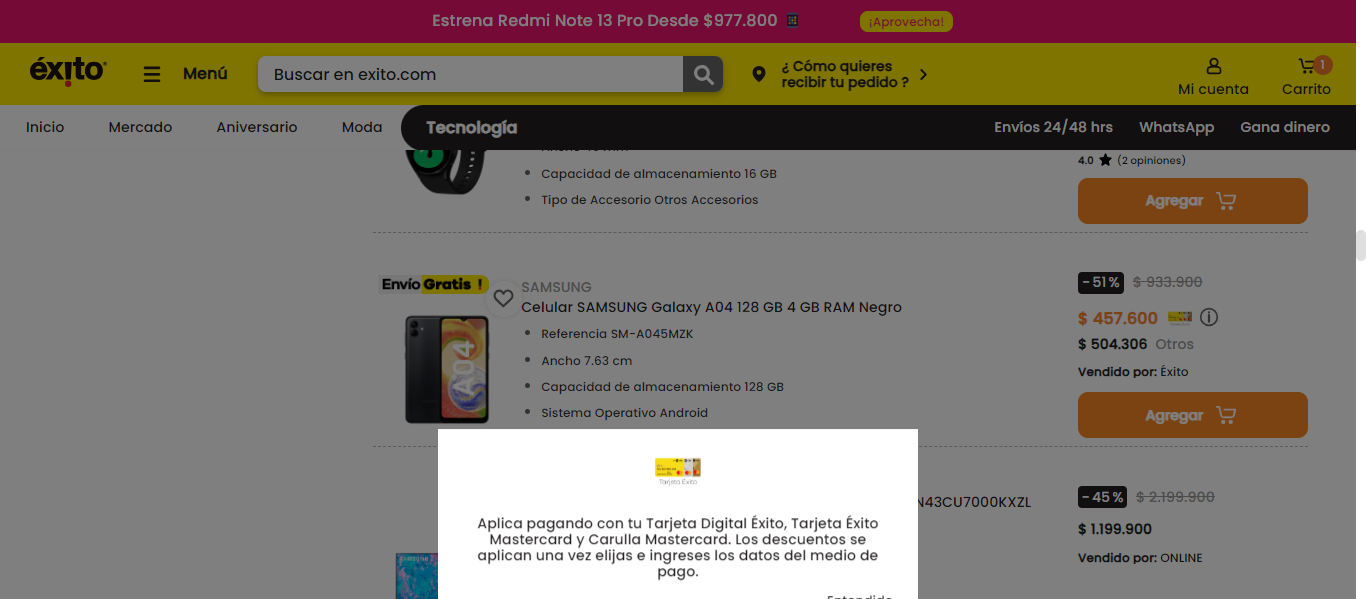 Estrena Redmi Note 13 Pro Desde $977.800
¡Aprovecha!
éxito
Menú
Buscar en exito.com
¿ Cómo quieres
recibir tu pedido ?
Mi cuenta
1
Carrito
Inicio
Mercado
Aniversario
Moda
Tecnología
Envíos 24/48 hrs
WhatsApp
Gana dinero
Capacidad de almacenamiento 16 GB
Tipo de Accesorio Otros Accesorios
4.0 (2 opiniones)
Agregar
Envío Gratis !
SAMSUNG
Celular SAMSUNG Galaxy A04 128 GB 4 GB RAM Negro
Referencia SM-A045MZK
Ancho 7.63 cm
Capacidad de almacenamiento 128 GB
Sistema Operativo Android
A04
-51% $ 933.900
$ 457.600
$ 504.306 Otros
Vendido por: Éxito
Agregar
N43CU7000KXZL
-45% $ 2.199.900
$ 1.199.900
Vendido por: ONLINE
Tarjeta Éxito
Aplica pagando con tu Tarjeta Digital Éxito, Tarjeta Éxito
Mastercard y Carulla Mastercard. Los descuentos se
aplican una vez elijas e ingreses los datos del medio de
pago.
Entendido